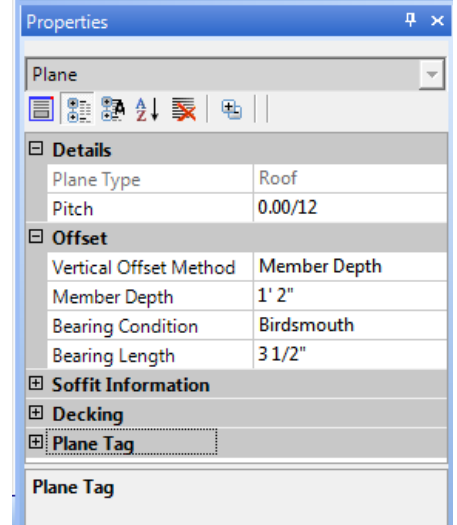 Properties
Plane
Details
Plane Type Roof
Pitch 0.00/12
Offset
Vertical Offset Method Member Depth
Member Depth 1' 2"
Bearing Condition Birdsmouth
Bearing Length 3 1/2"
Soffit Information
Decking
Plane Tag
Plane Tag